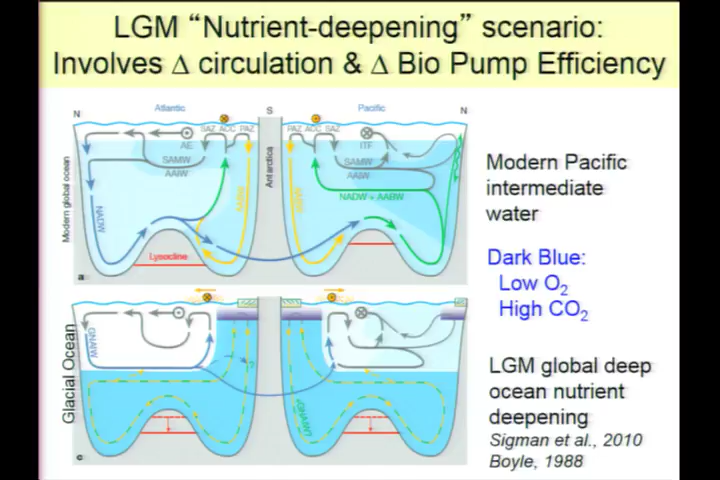 LGM “Nutrient-deepening” scenario:
Involves Δ circulation & Δ Bio Pump Efficiency
N
Atlantic
S
Pacific
N
SAZ ACC PAZ
PAZ ACC SAZ
AE
ITF
SAMW
AAIW
SAMW
AAIW
Modern global ocean
NADW
Antarctica
NADW + AABW
Lysocline
a
Modern Pacific
intermediate
water
Dark Blue:
Low O2
High CO2
Glacial Ocean
GNAIW
c
LGM global deep
ocean nutrient
deepening
Sigman et al., 2010
Boyle, 1988